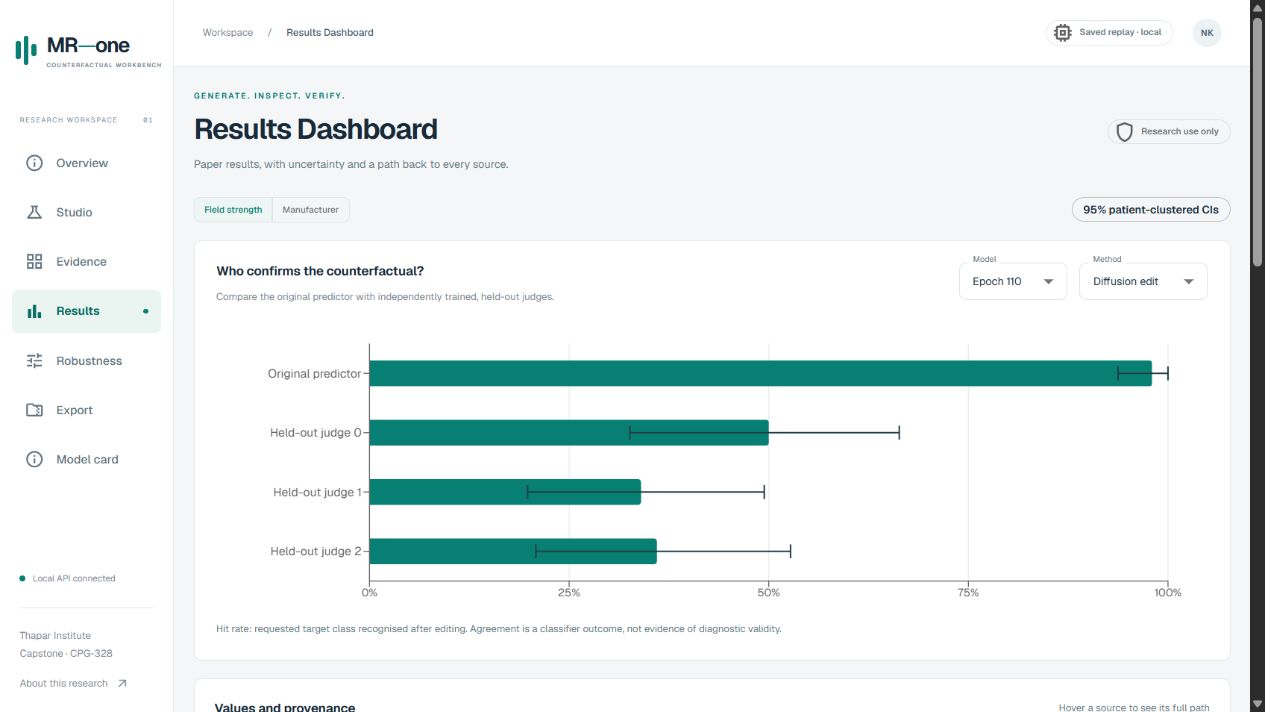 MR—one
COUNTERFACTUAL WORKBENCH
RESEARCH WORKSPACE 01
Overview
Studio
Evidence
Results
Robustness
Export
Model card
Local API connected
Thapar Institute
Capstone · CPG-328
About this research
Workspace / Results Dashboard
Saved replay · local
NK
GENERATE. INSPECT. VERIFY.
Results Dashboard
Research use only
Paper results, with uncertainty and a path back to every source.
Field strength
Manufacturer
95% patient-clustered CIs
Who confirms the counterfactual?
Compare the original predictor with independently trained, held-out judges.
Model
Epoch 110
Method
Diffusion edit
Original predictor
Held-out judge 0
Held-out judge 1
Held-out judge 2
0% 25% 50% 75% 100%
Hit rate: requested target class recognised after editing. Agreement is a classifier outcome, not evidence of diagnostic validity.
Values and provenance
Hover a source to see its full path